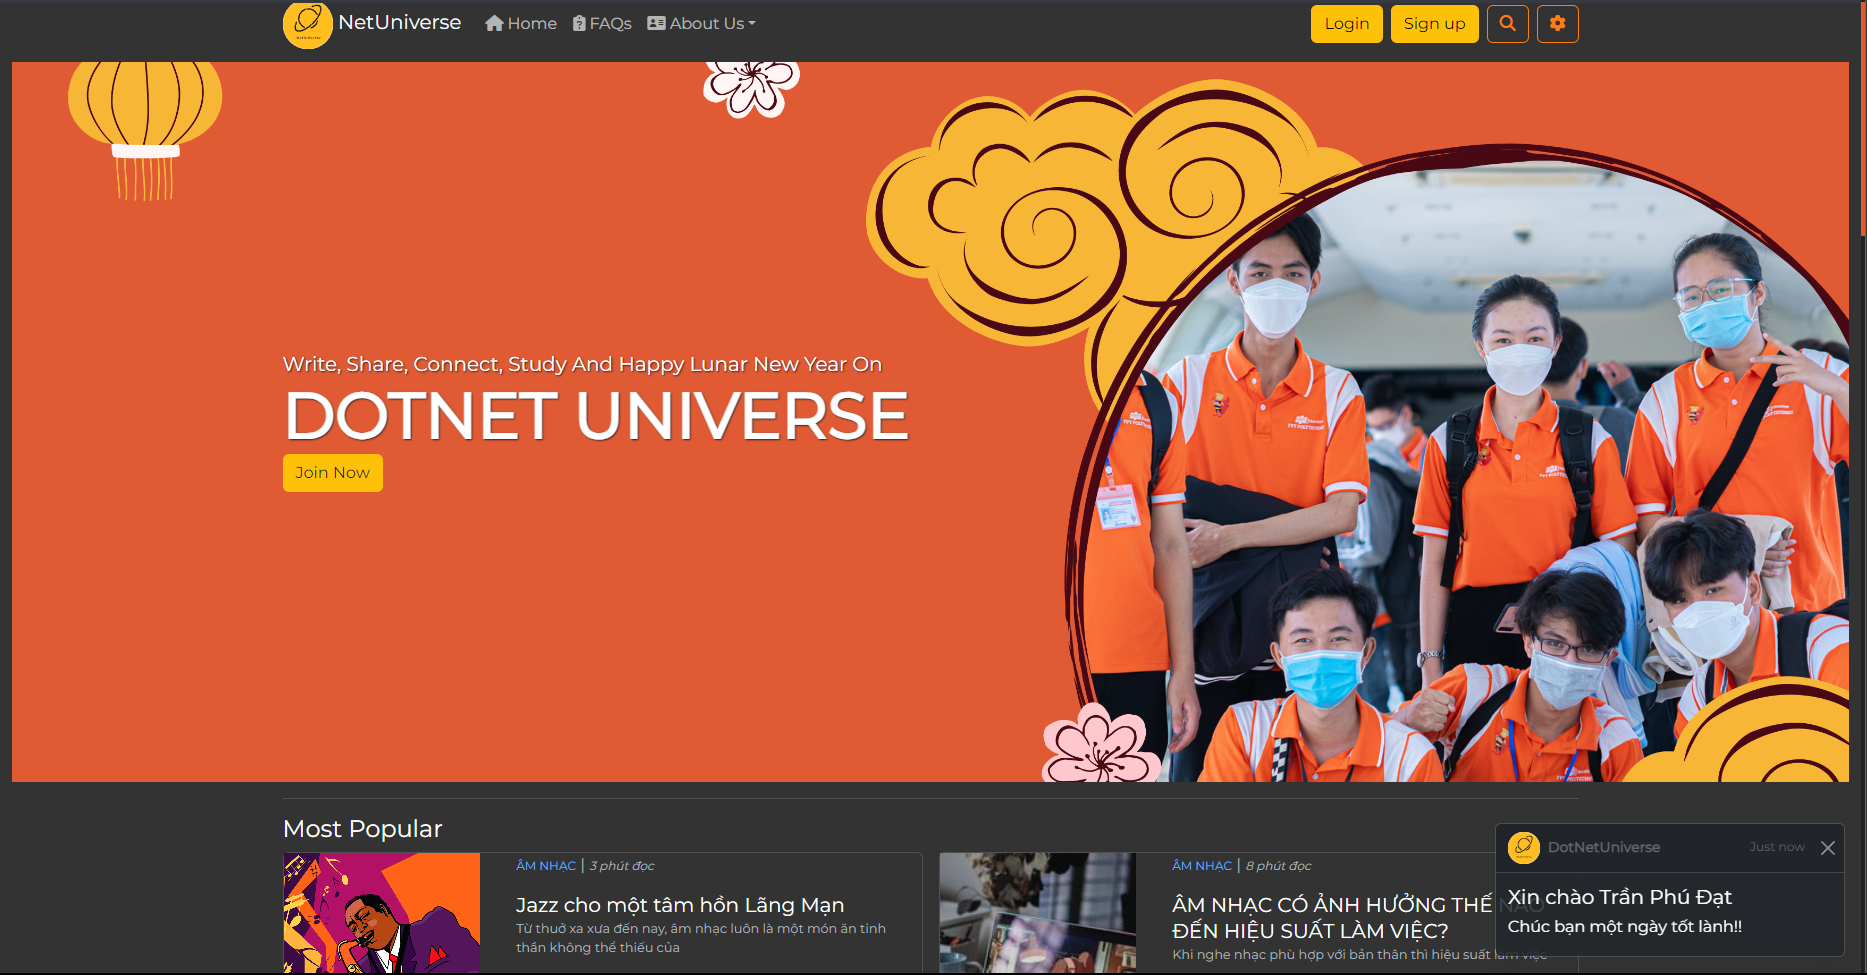 NetUniverse
Home
FAQs
About Us
Login
Sign up
Write, Share, Connect, Study And Happy Lunar New Year On
DOTNET UNIVERSE
Join Now
FPT POLYTECHNIC
Most Popular
ÂM NHẠC | 3 phút đọc
Jazz cho một tâm hồn Lãng Mạn
Từ thuở xa xưa đến nay, âm nhạc luôn là một món ăn tinh
thần không thể thiếu của
ÂM NHẠC | 8 phút đọc
ÂM NHẠC CÓ ẢNH HƯỞNG THẾ NÀO
ĐẾN HIỆU SUẤT LÀM VIỆC?
Khi nghe nhạc phù hợp với bản thân thì hiệu suất làm việc
DotNetUniverse
Just now
Xin chào Trần Phú Đạt
Chúc bạn một ngày tốt lành!!